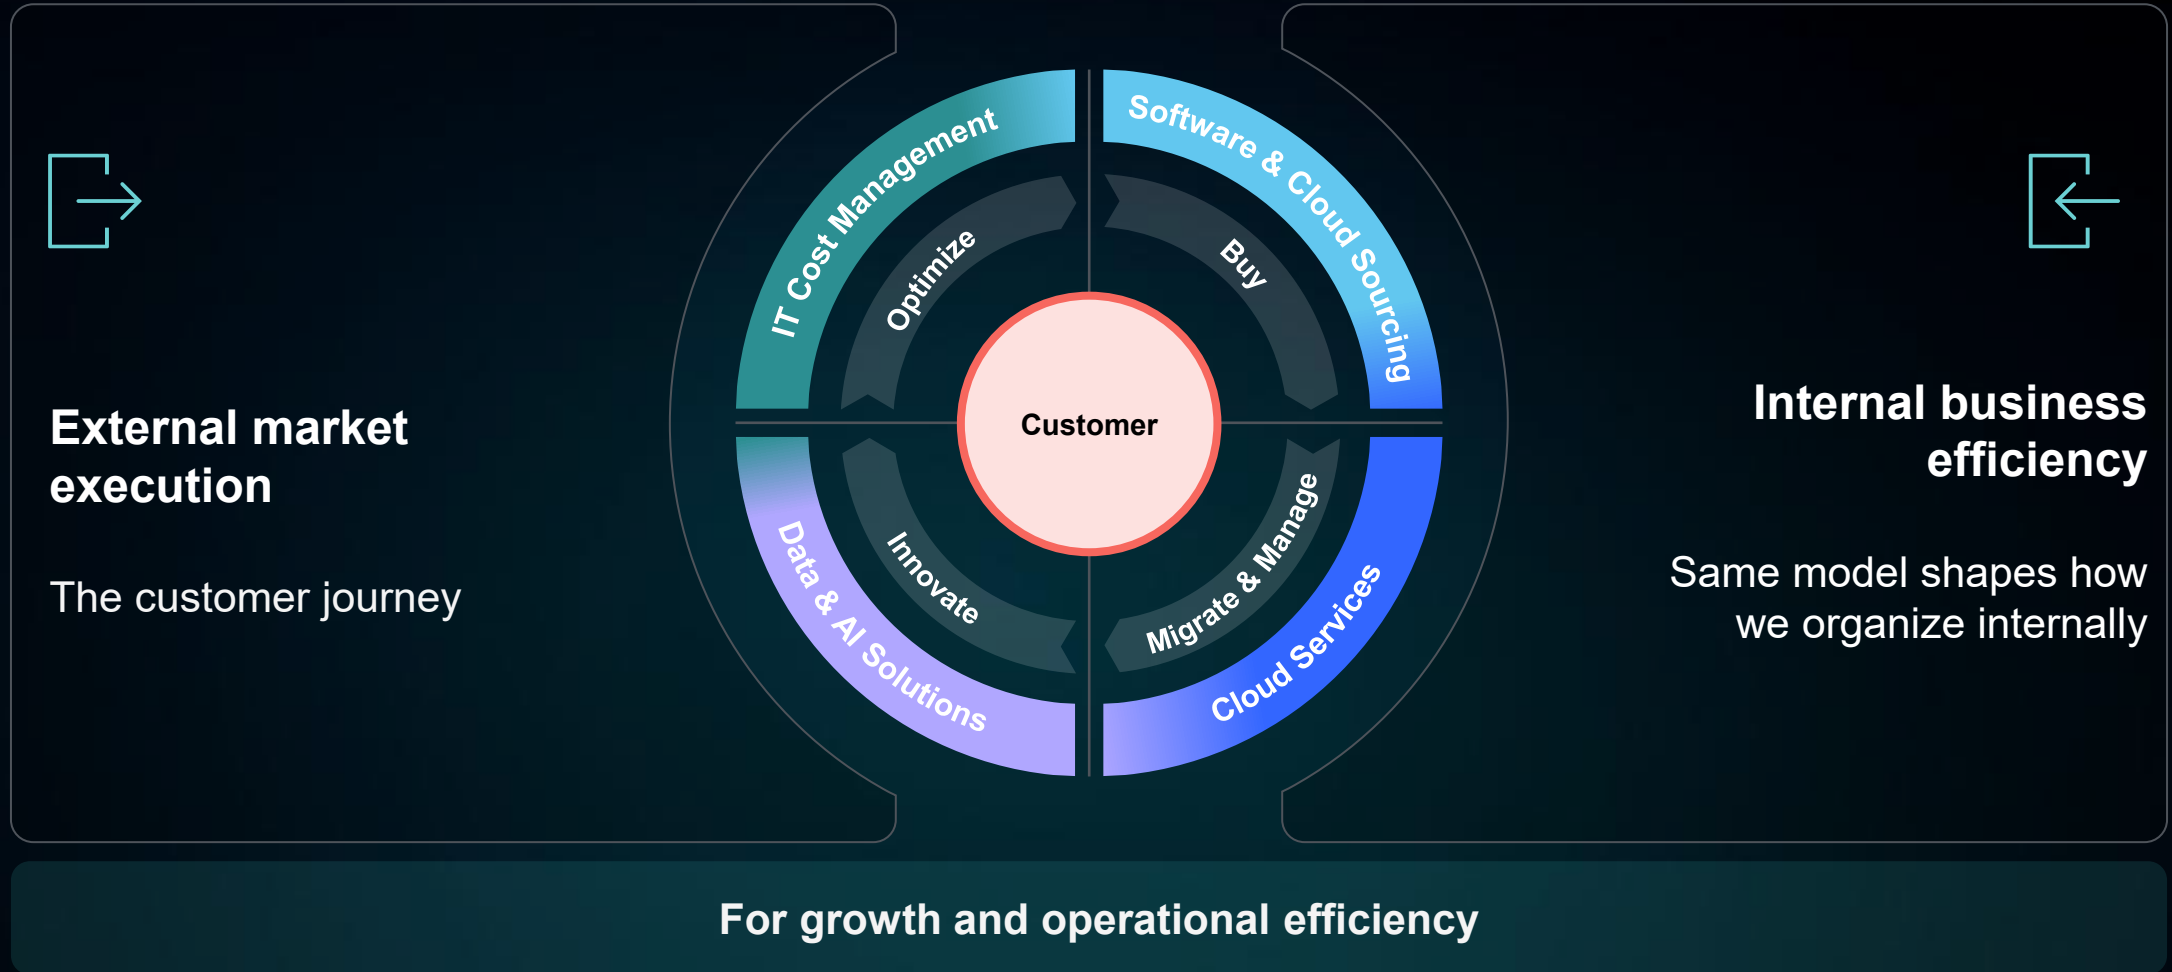 External market
execution
The customer journey
IT Cost Management
Software & Cloud Sourcing
Cloud Services
Data & AI Solutions
Optimize
Buy
Migrate & Manage
Innovate
Customer
Internal business
efficiency
Same model shapes how
we organize internally
For growth and operational efficiency